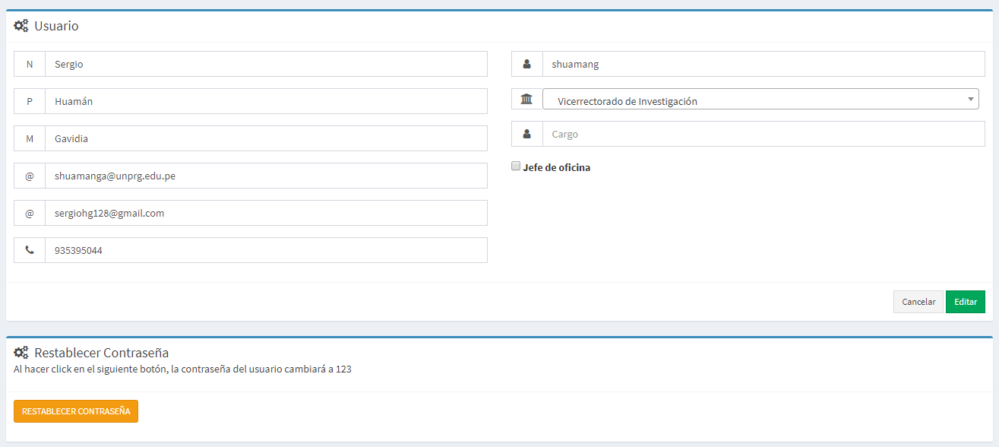 Usuario
N Sergio
P Huamán
M Gavidia
@ shuamanga@unprg.edu.pe
@ sergiohg128@gmail.com
935395044
shuamang
Vicerrectorado de Investigación
Cargo
Jefe de oficina
Cancelar Editar
Restablecer Contraseña
Al hacer click en el siguiente botón, la contraseña del usuario cambiará a 123
RESTABLECER CONTRASEÑA